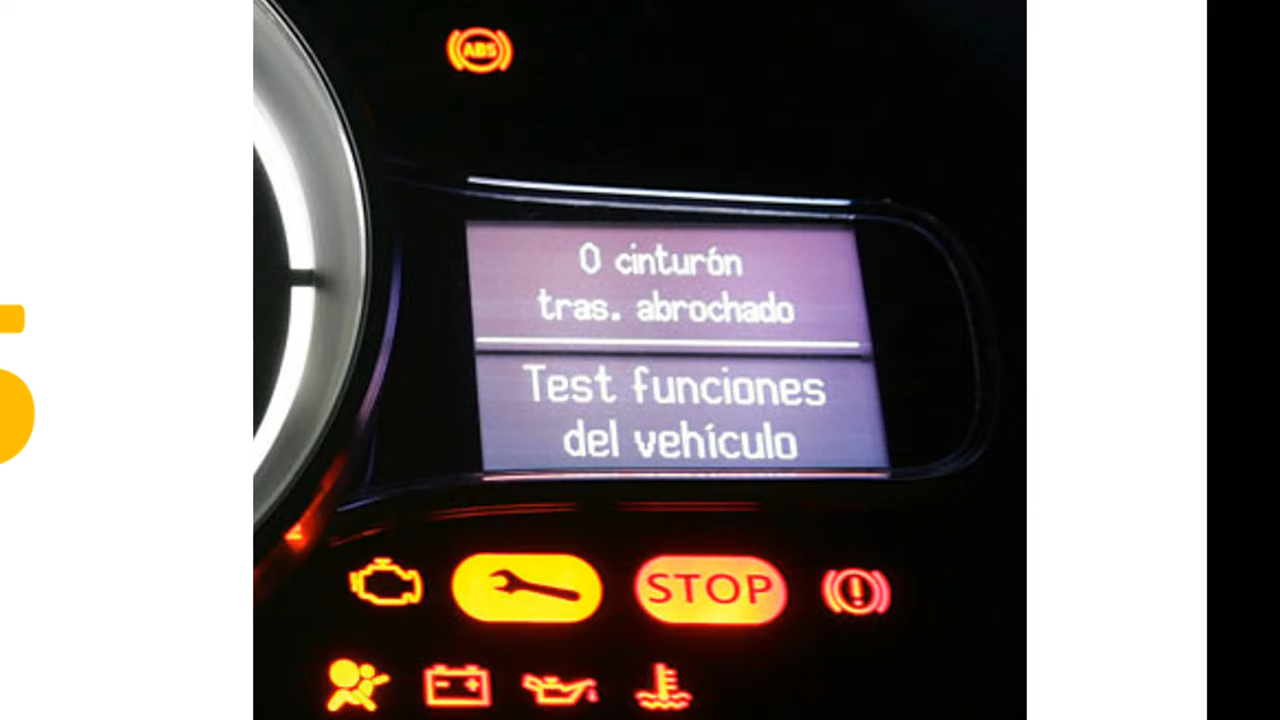 ABS
0 cinturón
tras. abrochado
Test funciones
del vehículo
STOP